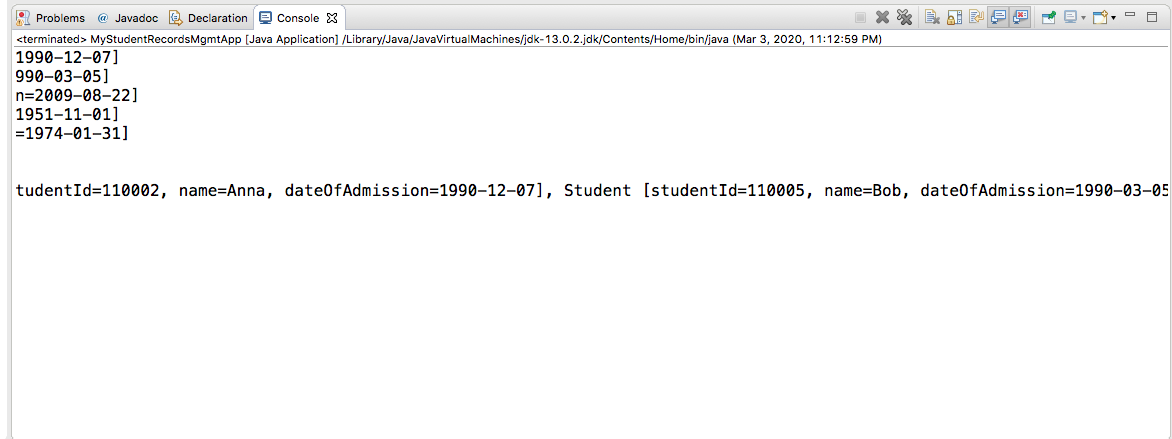 Problems @ Javadoc Declaration Console
<terminated> MyStudentRecordsMgmtApp [Java Application] /Library/Java/JavaVirtualMachines/jdk-13.0.2.jdk/Contents/Home/bin/java (Mar 3, 2020, 11:12:59 PM)
1990-12-07]
990-03-05]
n=2009-08-22]
1951-11-01]
=1974-01-31]
tudentId=110002, name=Anna, dateOfAdmission=1990-12-07], Student [studentId=110005, name=Bob, dateOfAdmission=1990-03-05